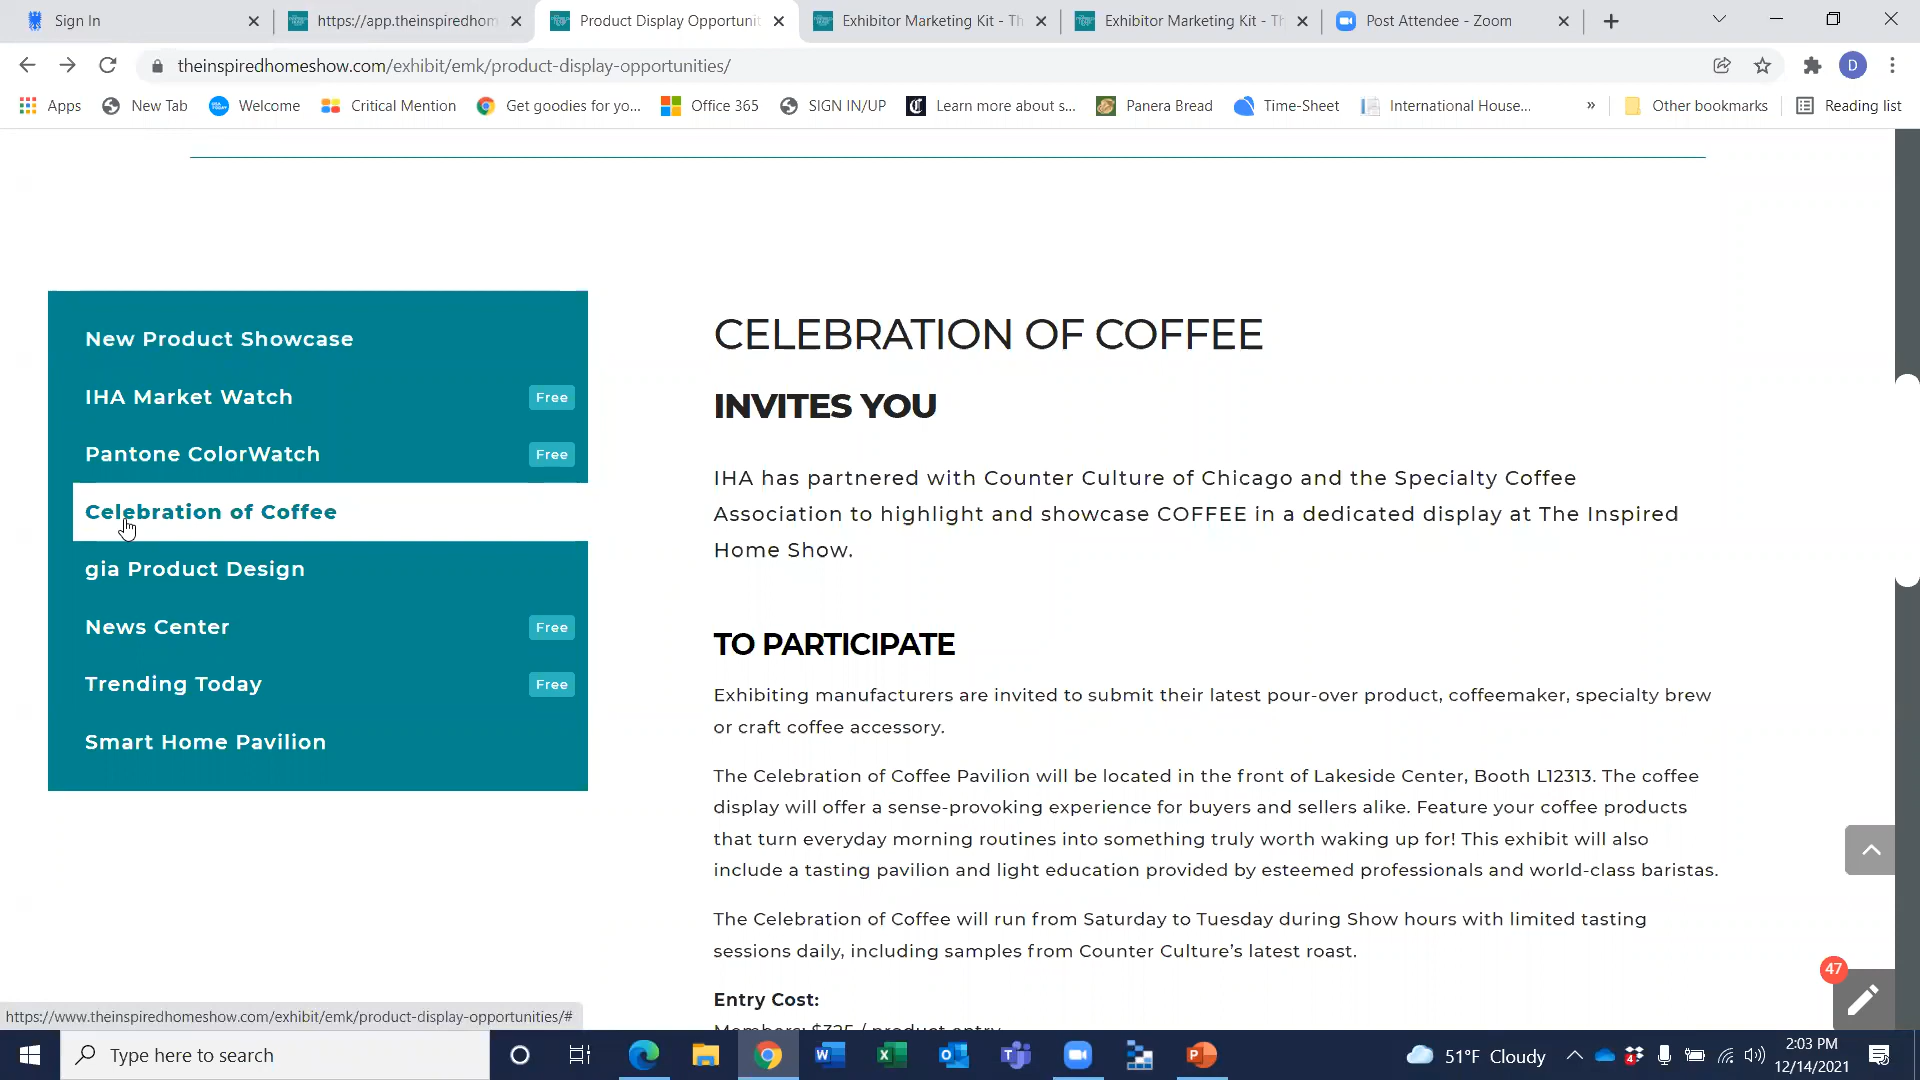 Sign In
https://app.theinspiredhom
Product Display Opportunit
Exhibitor Marketing Kit - Th
Exhibitor Marketing Kit - Th
Post Attendee - Zoom
theinspiredhomeshow.com/exhibit/emk/product-display-opportunities/
D
Apps
New Tab
Welcome
Critical Mention
Get goodies for yo...
Office 365
SIGN IN/UP
Learn more about s...
Panera Bread
Time-Sheet
International House...
»
Other bookmarks
Reading list
New Product Showcase
IHA Market Watch
Free
Pantone ColorWatch
Free
Celebration of Coffee
gia Product Design
News Center
Free
Trending Today
Free
Smart Home Pavilion
CELEBRATION OF COFFEE
INVITES YOU
IHA has partnered with Counter Culture of Chicago and the Specialty Coffee
Association to highlight and showcase COFFEE in a dedicated display at The Inspired
Home Show.
TO PARTICIPATE
Exhibiting manufacturers are invited to submit their latest pour-over product, coffeemaker, specialty brew
or craft coffee accessory.
The Celebration of Coffee Pavilion will be located in the front of Lakeside Center, Booth L12313. The coffee
display will offer a sense-provoking experience for buyers and sellers alike. Feature your coffee products
that turn everyday morning routines into something truly worth waking up for! This exhibit will also
include a tasting pavilion and light education provided by esteemed professionals and world-class baristas.
The Celebration of Coffee will run from Saturday to Tuesday during Show hours with limited tasting
sessions daily, including samples from Counter Culture's latest roast.
Entry Cost:
Members: $325 / product entry
47
https://www.theinspiredhomeshow.com/exhibit/emk/product-display-opportunities/#
Type here to search
51°F Cloudy
4
2:03 PM
12/14/2021